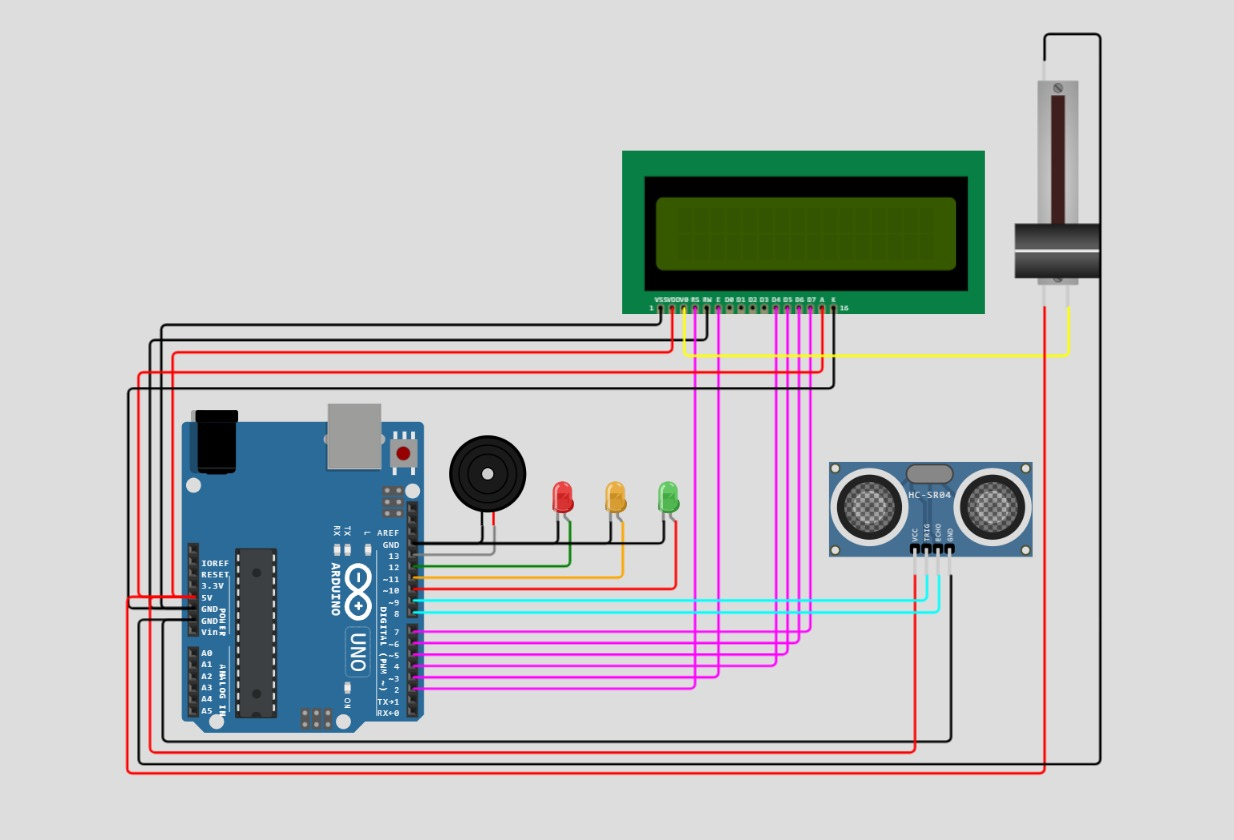 VSS VDD V0 RS RW E D0 D1 D2 D3 D4 D5 D6 D7 A K
1 16
HC-SR04
VCC
TRIG
ECHO
GND
RX
TX
L
AREF
GND
13
12
~11
~10
~9
8
7
~6
~5
4
~3
2
TX→1
RX←0
DIGITAL (PWM ~)
ARDUINO
UNO
ON
IOREF
RESET
3.3V
5V
GND
GND
Vin
POWER
A0
A1
A2
A3
A4
A5
ANALOG IN